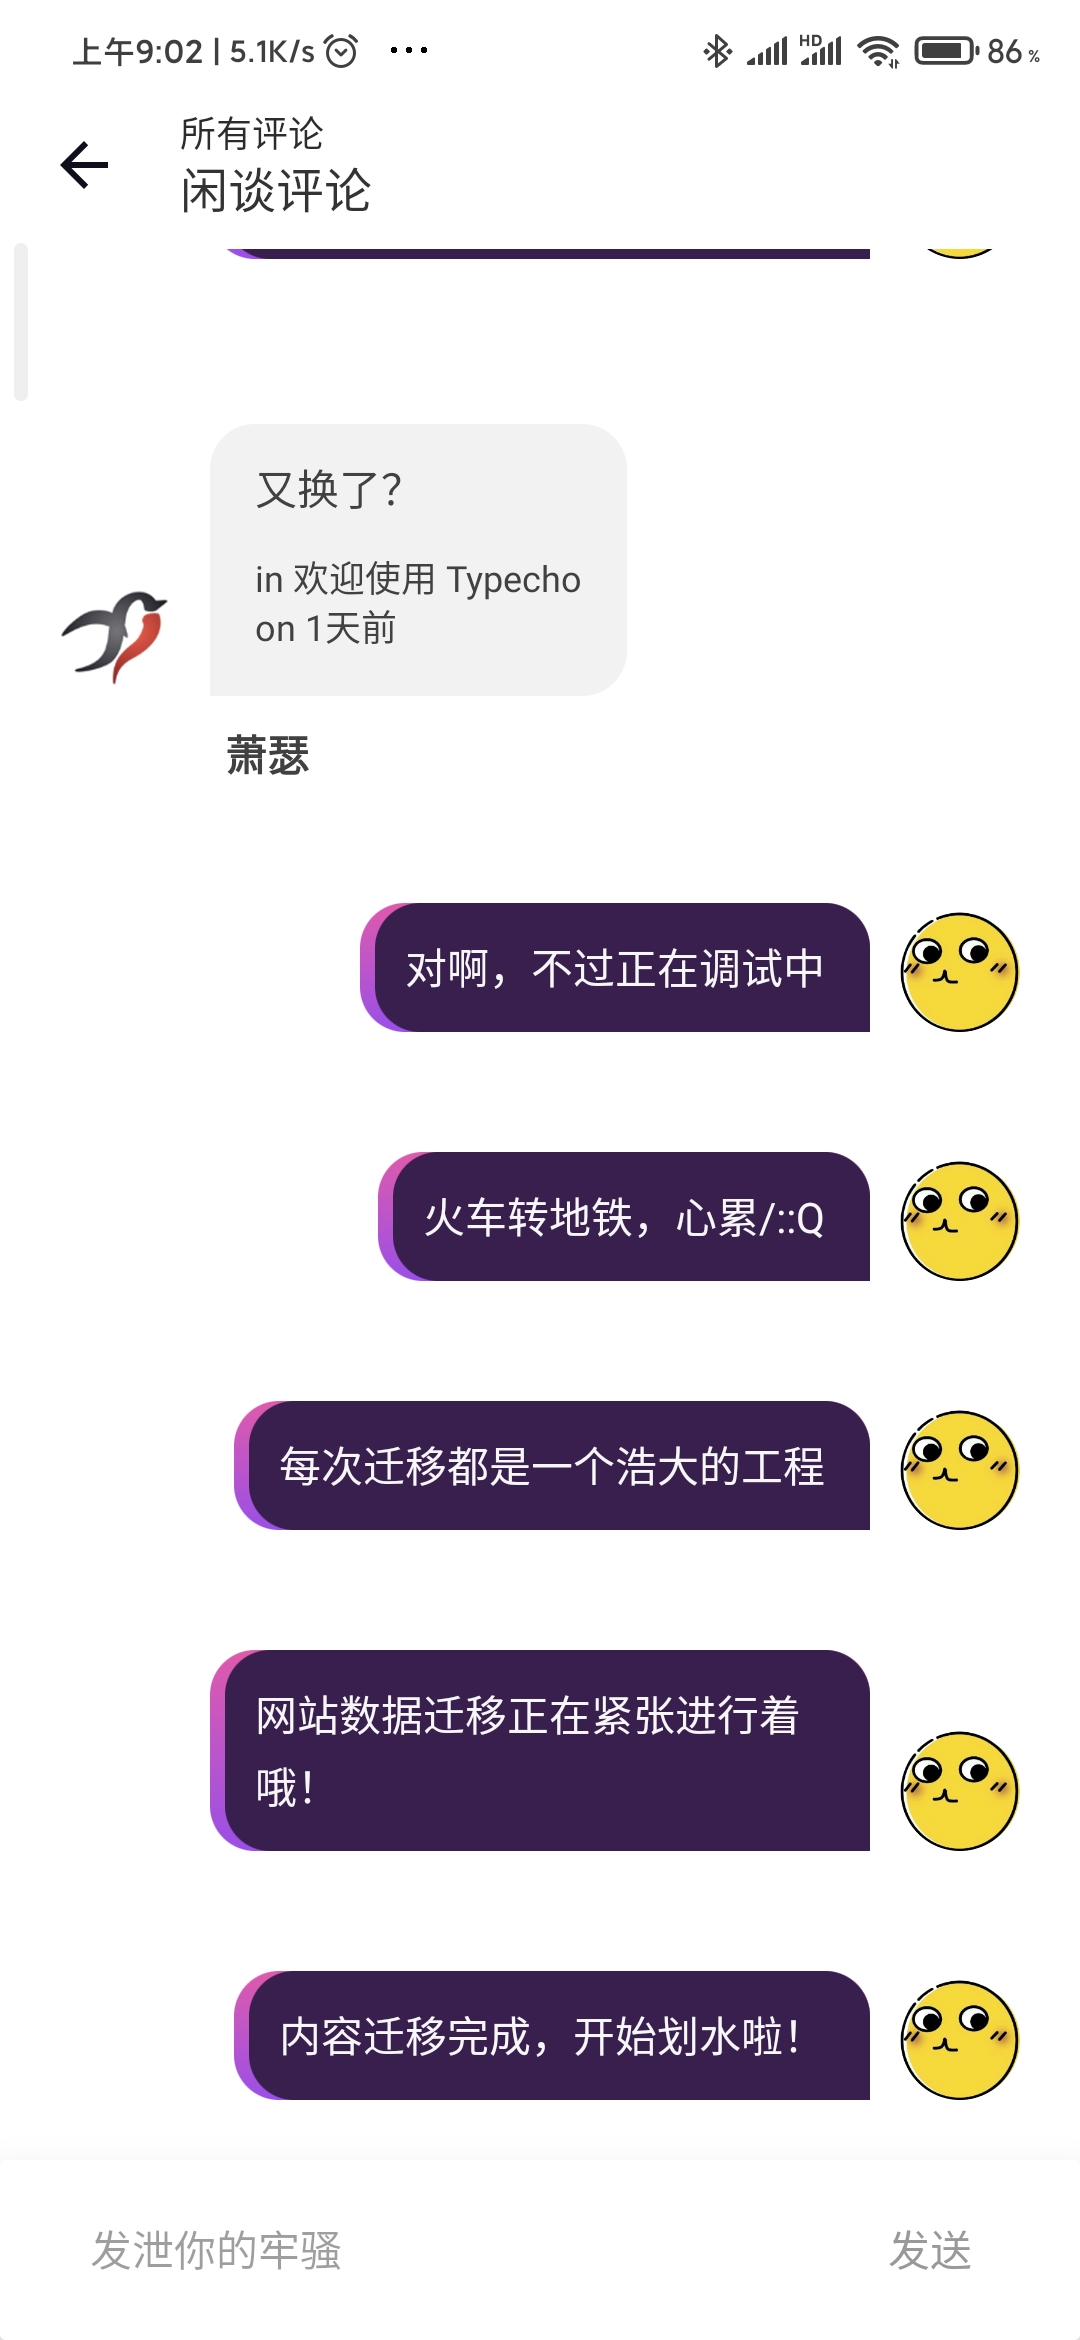 上午9:02 | 5.1K/s
HD
86 %
所有评论
闲谈评论
又换了？
in 欢迎使用 Typecho
on 1天前
萧瑟
对啊，不过正在调试中
火车转地铁，心累/::Q
每次迁移都是一个浩大的工程
网站数据迁移正在紧张进行着
哦！
内容迁移完成，开始划水啦！
发泄你的牢骚
发送